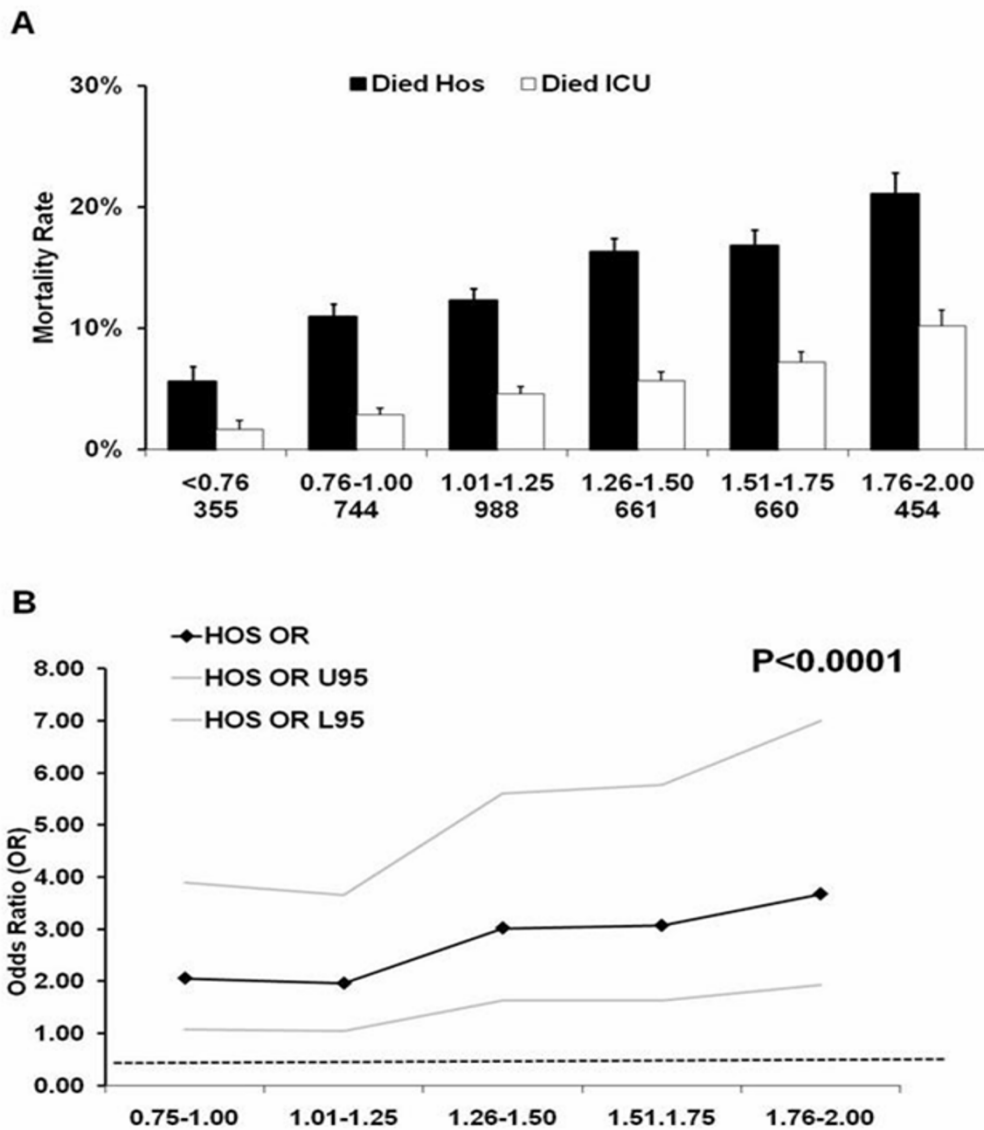 A
30%
■Died Hos □Died ICU
20%
Mortality Rate
10%
0%
<0.76 0.76-1.00 1.01-1.25 1.26-1.50 1.51-1.75 1.76-2.00
355 744 988 661 660 454
B
HOS OR
8.00
P<0.0001
HOS OR U95
7.00
HOS OR L95
6.00
5.00
4.00
Odds Ratio (OR)
3.00
2.00
1.00
0.00
0.75-1.00 1.01-1.25 1.26-1.50 1.51.1.75 1.76-2.00